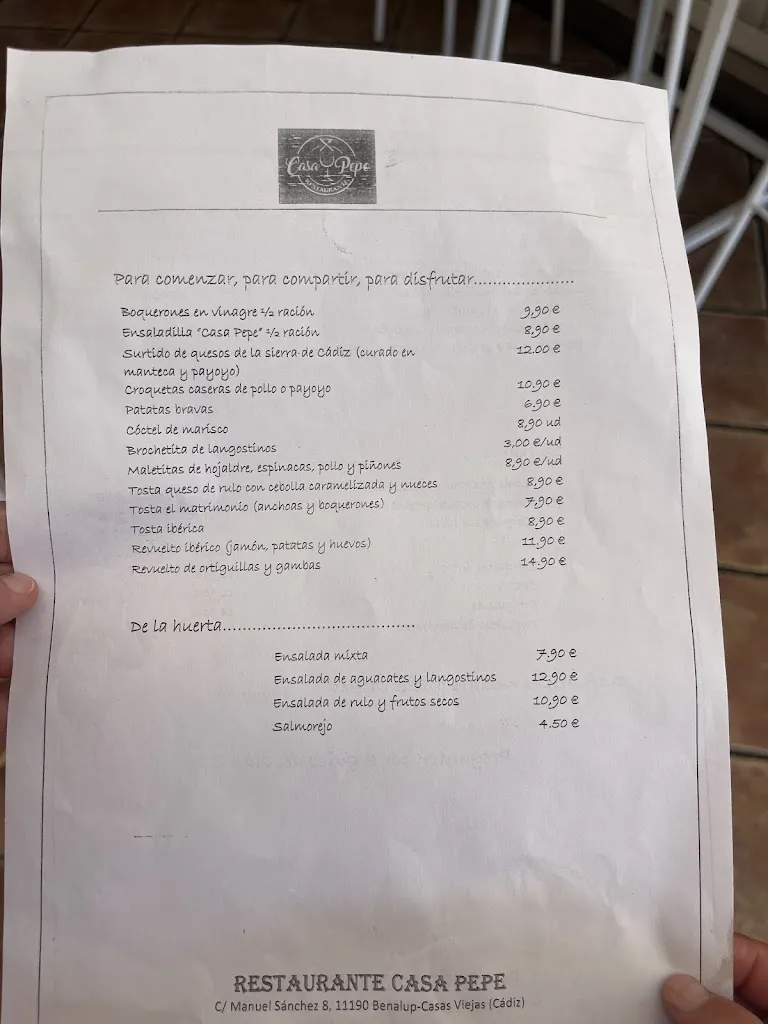 Casa Pepe
RESTAURANTE
Para comenzar, para compartir, para disfrutar.....................
Boquerones en vinagre ½ ración 9,90 €
Ensaladilla "Casa Pepe" ½ ración 8,90 €
Surtido de quesos de la sierra de Cádiz (curado en 12.00 €
manteca y payoyo)
Croquetas caseras de pollo o payoyo 10,90 €
Patatas bravas 6,90 €
Cóctel de marisco 8,90 ud
Brochetita de langostinos 3,00 €/ud
Maletitas de hojaldre, espinacas, pollo y piñones 8,90 €/ud
Tosta queso de rulo con cebolla caramelizada y nueces 8,90 €
Tosta el matrimonio (anchoas y boquerones) 7,90 €
Tosta ibérica 8,90 €
Revuelto ibérico (jamón, patatas y huevos) 11.90 €
Revuelto de ortiguillas y gambas 14.90 €
De la huerta.......................................
Ensalada mixta 7.90 €
Ensalada de aguacates y langostinos 12.90 €
Ensalada de rulo y frutos secos 10,90 €
Salmorejo 4.50 €
RESTAURANTE CASA PEPE
C/ Manuel Sánchez 8, 11190 Benalup-Casas Viejas (Cádiz)